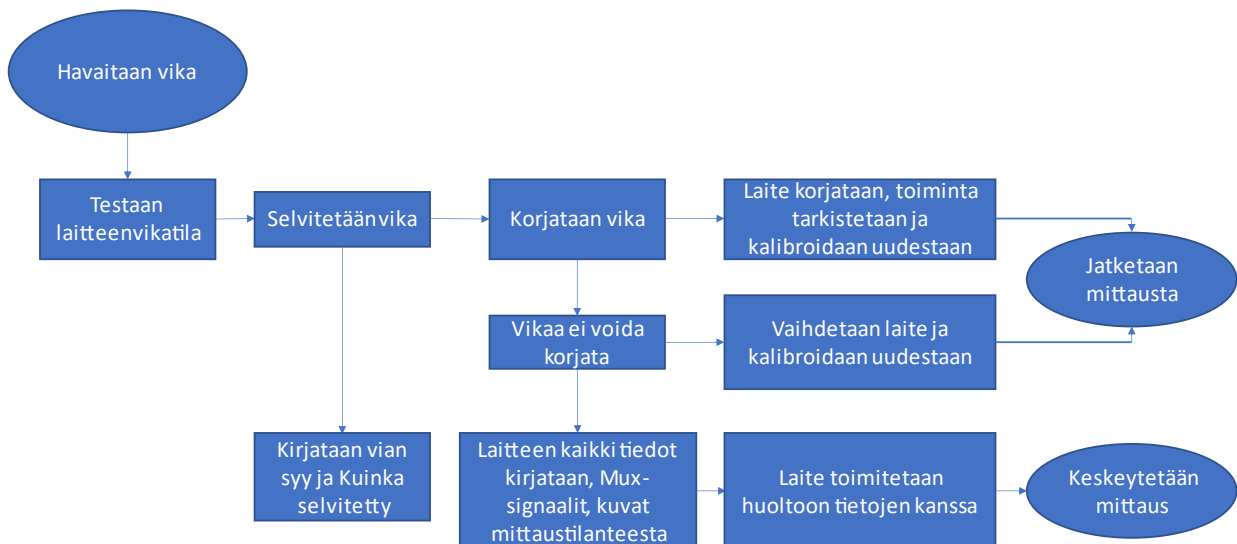 Havaitaan vika
Testaan
laitteenvikatila
Selvitetään vika
Korjataan vika
Laite korjataan, toiminta
tarkistetaan ja
kalibroidaan uudestaan
Jatketaan
mittausta
Vikaa ei voida
korjata
Vaihdetaan laite ja
kalibroidaan uudestaan
Kirjataan vian
syy ja Kuinka
selvitetty
Laitteen kaikki tiedot
kirjataan, Mux-
signaalit, kuvat
mittaustilanteesta
Laite toimitetaan
huoltoon tietojen kanssa
Keskeytetään
mittaus